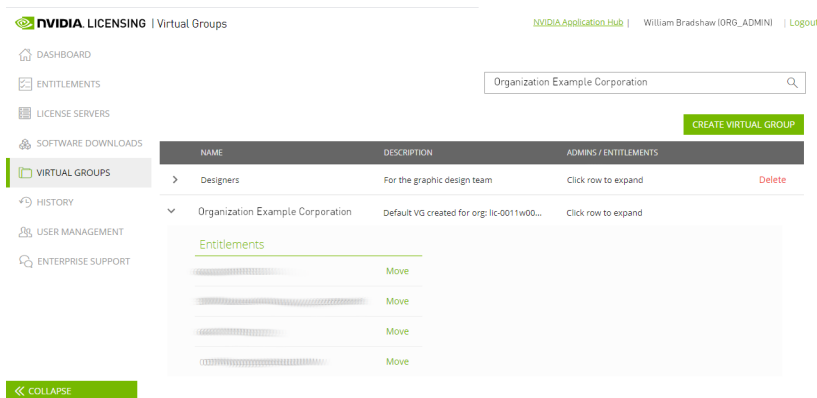 NVIDIA. LICENSING | Virtual Groups
NVIDIA Application Hub | William Bradshaw (ORG_ADMIN) | Logout
DASHBOARD
ENTITLEMENTS
LICENSE SERVERS
SOFTWARE DOWNLOADS
VIRTUAL GROUPS
HISTORY
USER MANAGEMENT
ENTERPRISE SUPPORT
COLLAPSE
Organization Example Corporation
CREATE VIRTUAL GROUP
NAME DESCRIPTION ADMINS / ENTITLEMENTS
Designers For the graphic design team Click row to expand Delete
Organization Example Corporation Default VG created for org: lic-0011w00... Click row to expand
Entitlements
Move
Move
Move
Move